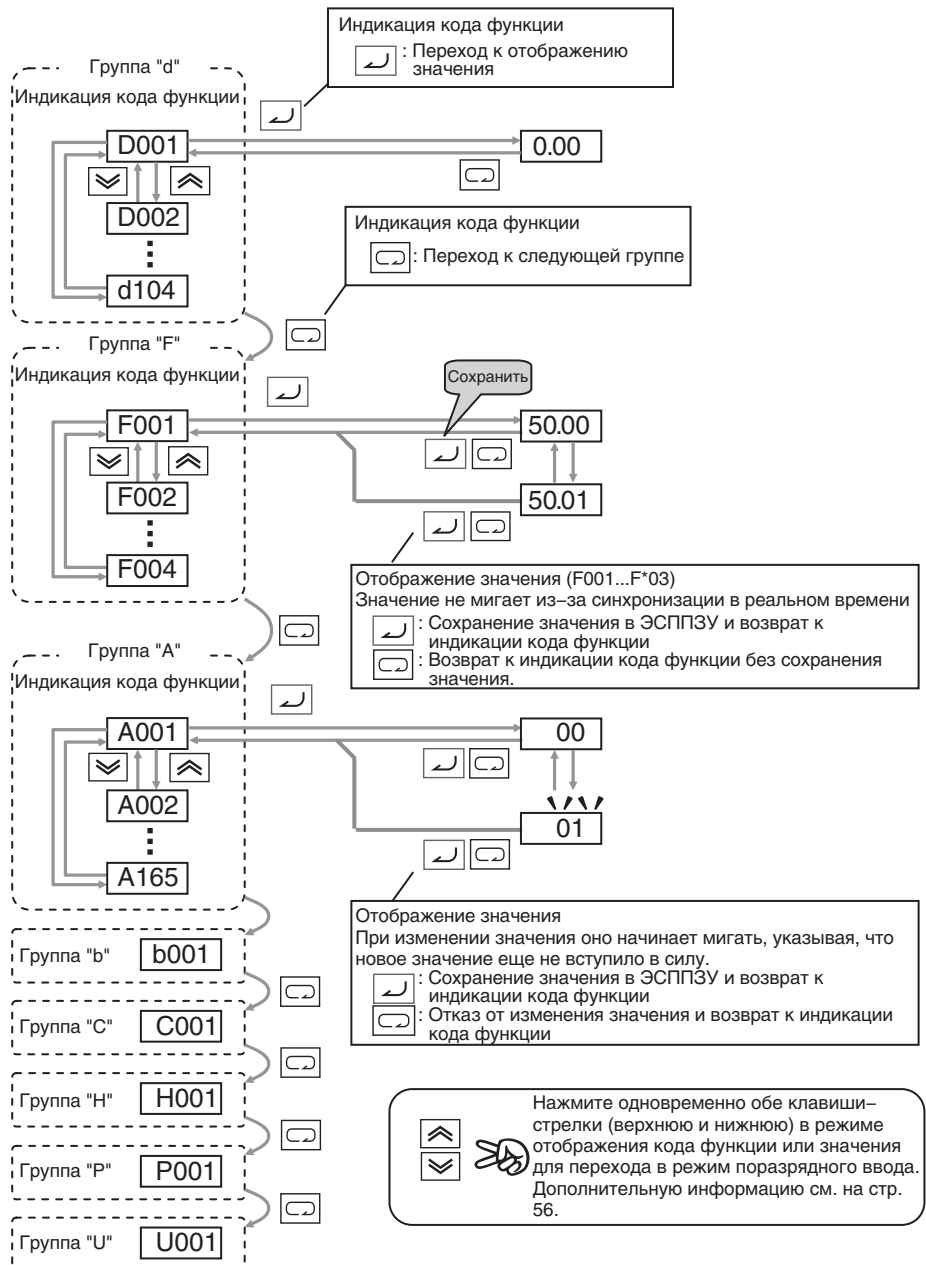 Индикация кода функции
: Переход к отображению
значения
Группа "d"
Индикация кода функции
D001
0.00
D002
d104
Индикация кода функции
: Переход к следующей группе
Группа "F"
Индикация кода функции
Сохранить
F001
50.00
F002
50.01
F004
Отображение значения (F001...F*03)
Значение не мигает из–за синхронизации в реальном времени
: Сохранение значения в ЭСППЗУ и возврат к
индикации кода функции
: Возврат к индикации кода функции без сохранения
значения.
Группа "A"
Индикация кода функции
A001
00
A002
01
A165
Отображение значения
При изменении значения оно начинает мигать, указывая, что
новое значение еще не вступило в силу.
: Сохранение значения в ЭСППЗУ и возврат к
индикации кода функции
: Отказ от изменения значения и возврат к индикации
кода функции
Группа "b"
b001
Группа "C"
C001
Группа "H"
H001
Группа "P"
P001
Группа "U"
U001
Нажмите одновременно обе клавиши–
стрелки (верхнюю и нижнюю) в режиме
отображения кода функции или значения
для перехода в режим поразрядного ввода.
Дополнительную информацию см. на стр.
56.